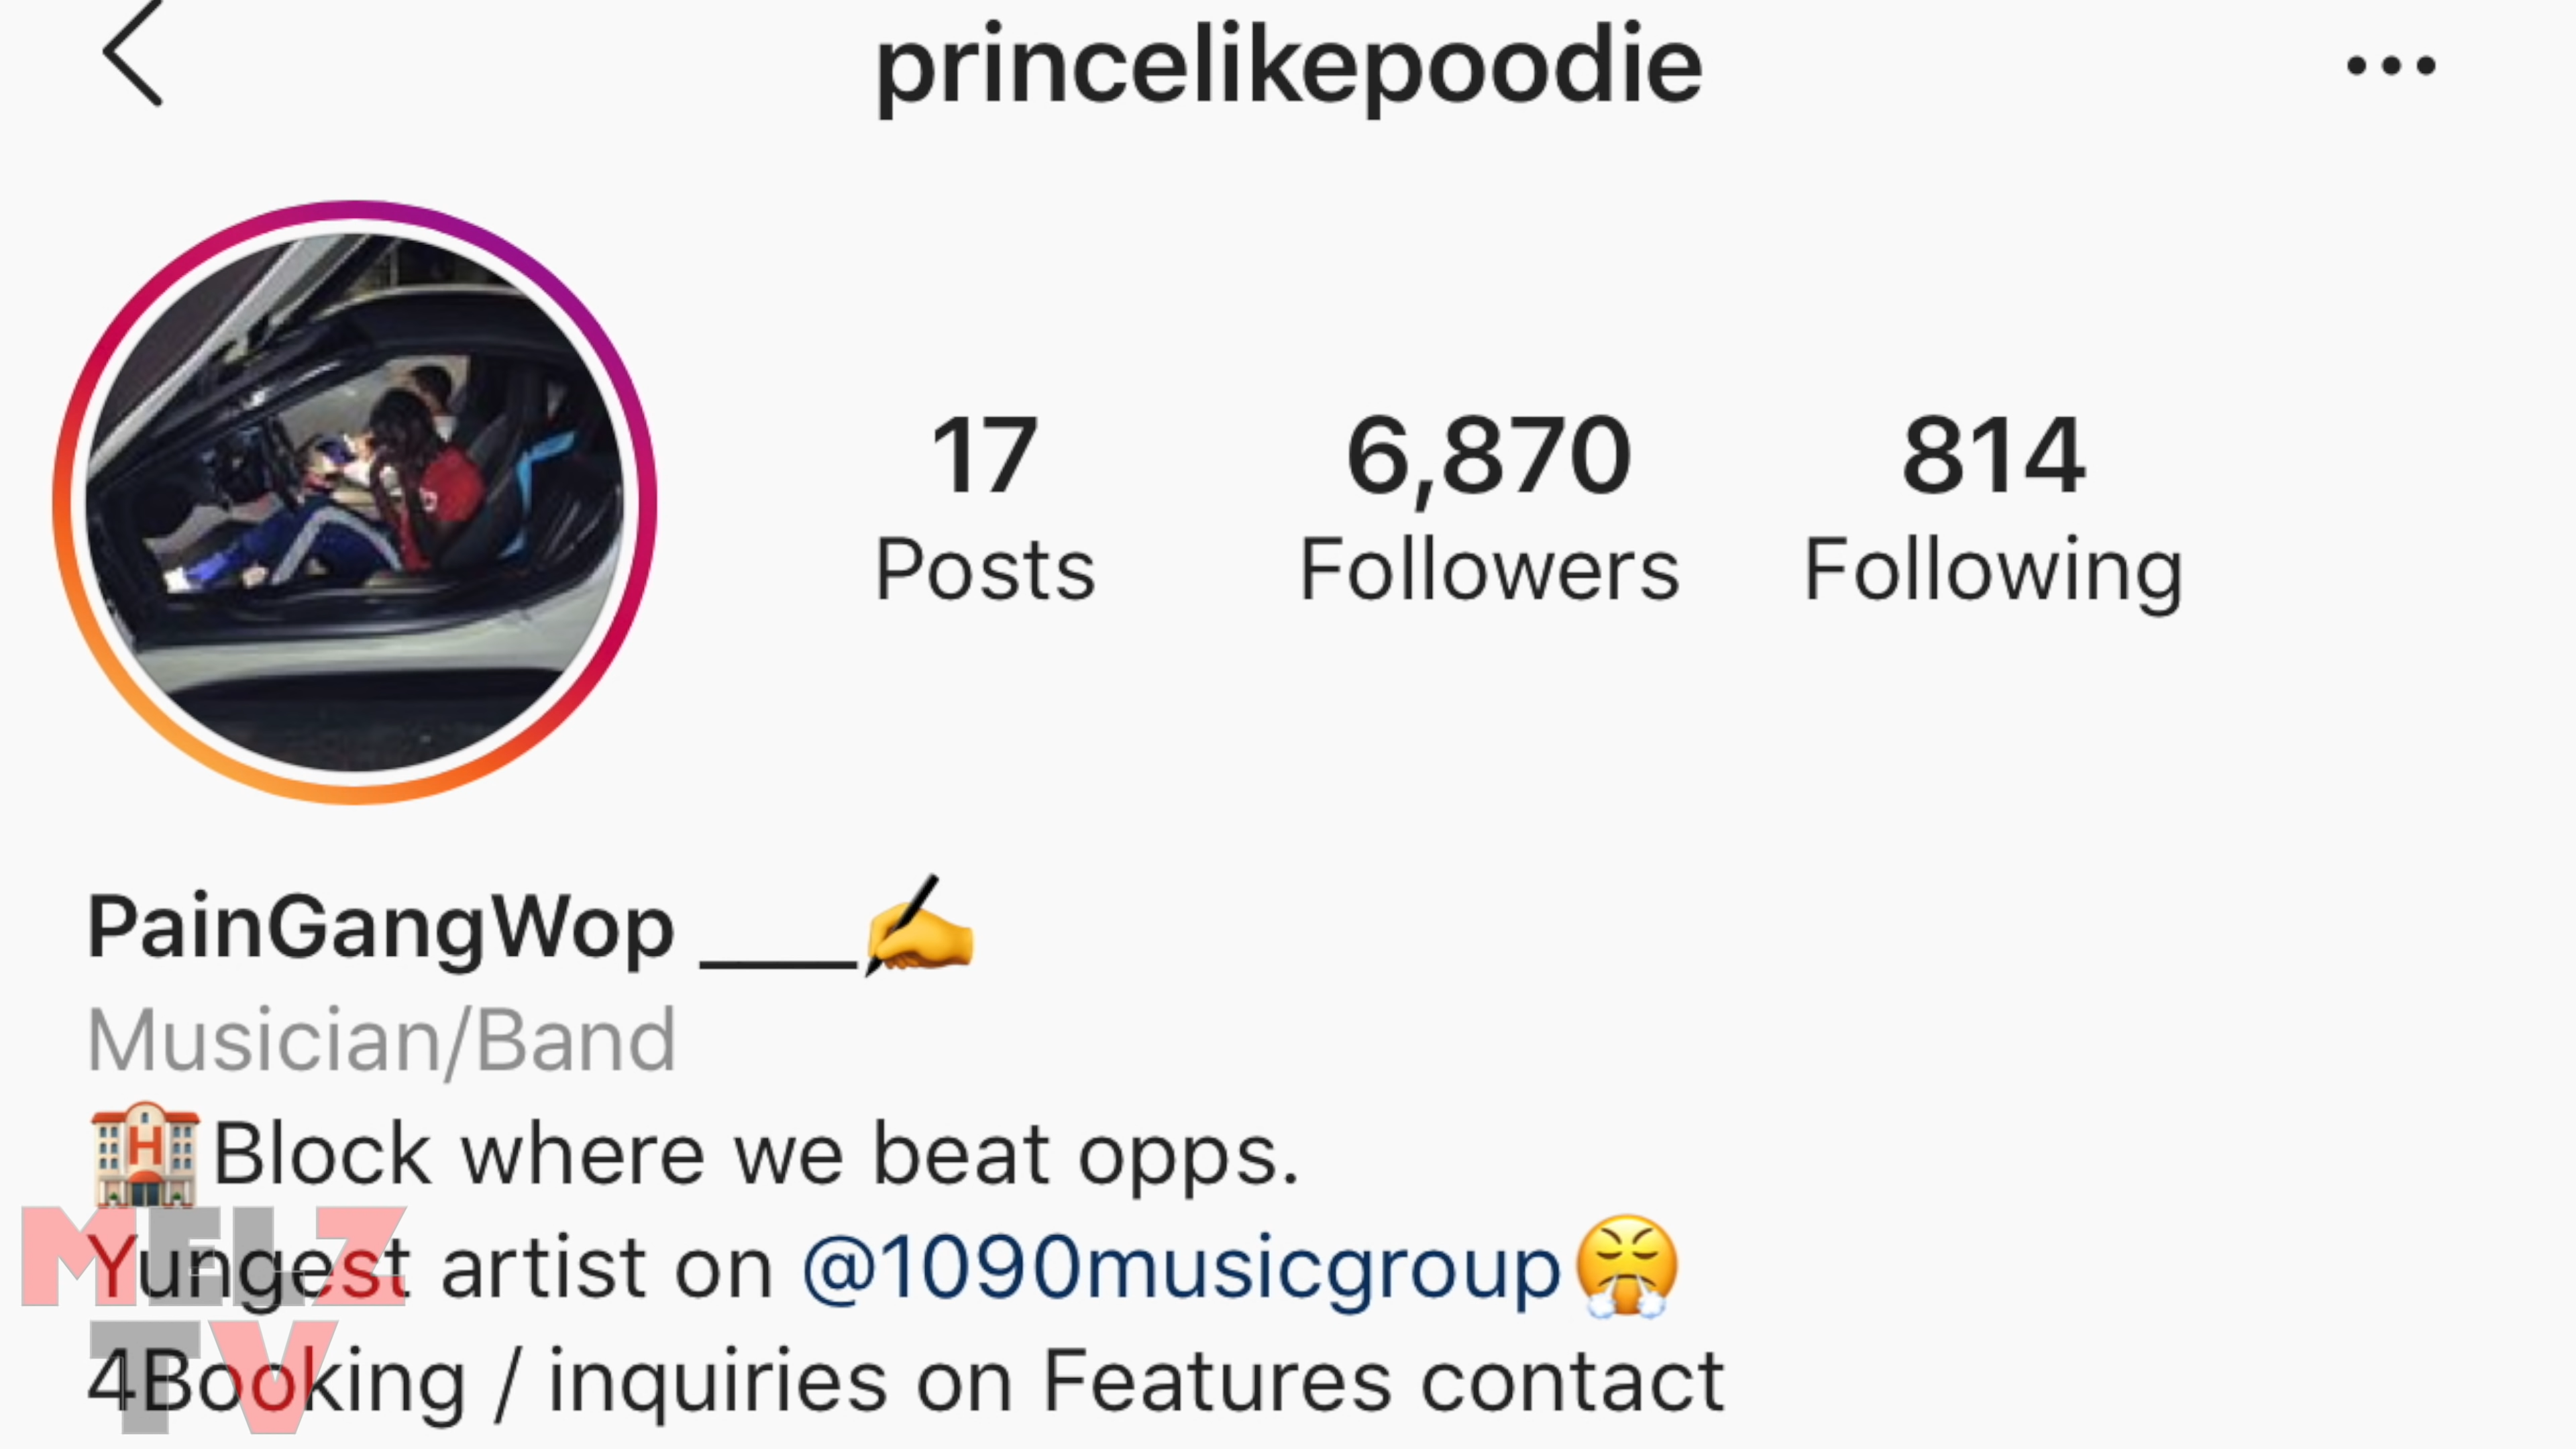 princelikepoodie
17 6,870 814
Posts Followers Following
PainGangWop ___✍️
Musician/Band
🏨Block where we beat opps.
Yungest artist on @1090musicgroup😤
4Booking / inquiries on Features contact
MELZ
TV